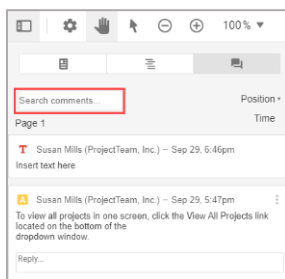 100%
Search comments...
Position
Page 1
Time
T Susan Mills (ProjectTeam, Inc.) – Sep 29, 6:46pm
Insert text here
A Susan Mills (ProjectTeam, Inc.) – Sep 29, 5:47pm
To view all projects in one screen, click the View All Projects link
located on the bottom of the
dropdown window.
Reply...